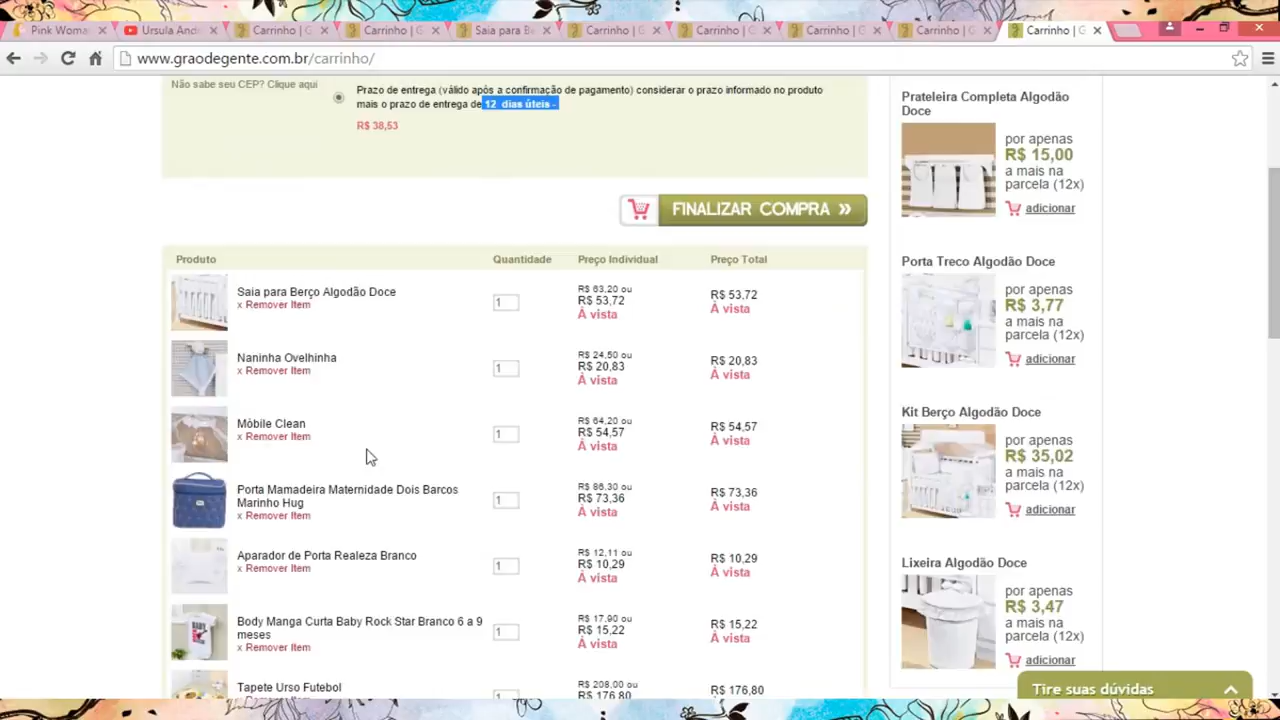 Pink Woma
Ursula Andi
Carrinho | G
Carrinho | G
Saia para Be
Carrinho | G
Carrinho | G
Carrinho | G
Carrinho | G
Carrinho | G
www.graodegente.com.br/carrinho/
Não sabe seu CEP? Clique aqui
Prazo de entrega (válido após a confirmação de pagamento) considerar o prazo informado no produto
mais o prazo de entrega de 12 dias úteis -
R$ 38,53
FINALIZAR COMPRA »
Produto Quantidade Preço Individual Preço Total
Saia para Berço Algodão Doce
x Remover Item
1
R$ 63,20 ou
R$ 53,72
À vista
R$ 53,72
À vista
Naninha Ovelhinha
x Remover Item
1
R$ 24,50 ou
R$ 20,83
À vista
R$ 20,83
À vista
Móbile Clean
x Remover Item
1
R$ 64,20 ou
R$ 54,57
À vista
R$ 54,57
À vista
Porta Mamadeira Maternidade Dois Barcos
Marinho Hug
x Remover Item
1
R$ 86,30 ou
R$ 73,36
À vista
R$ 73,36
À vista
Aparador de Porta Realeza Branco
x Remover Item
1
R$ 12,11 ou
R$ 10,29
À vista
R$ 10,29
À vista
Body Manga Curta Baby Rock Star Branco 6 a 9
meses
x Remover Item
1
R$ 17,90 ou
R$ 15,22
À vista
R$ 15,22
À vista
Tapete Urso Futebol
x Remover Item
1
R$ 208,00 ou
R$ 176,80
R$ 176,80
Prateleira Completa Algodão
Doce
por apenas
R$ 15,00
a mais na
parcela (12x)
adicionar
Porta Treco Algodão Doce
por apenas
R$ 3,77
a mais na
parcela (12x)
adicionar
Kit Berço Algodão Doce
por apenas
R$ 35,02
a mais na
parcela (12x)
adicionar
Lixeira Algodão Doce
por apenas
R$ 3,47
a mais na
parcela (12x)
adicionar
Tire suas dúvidas